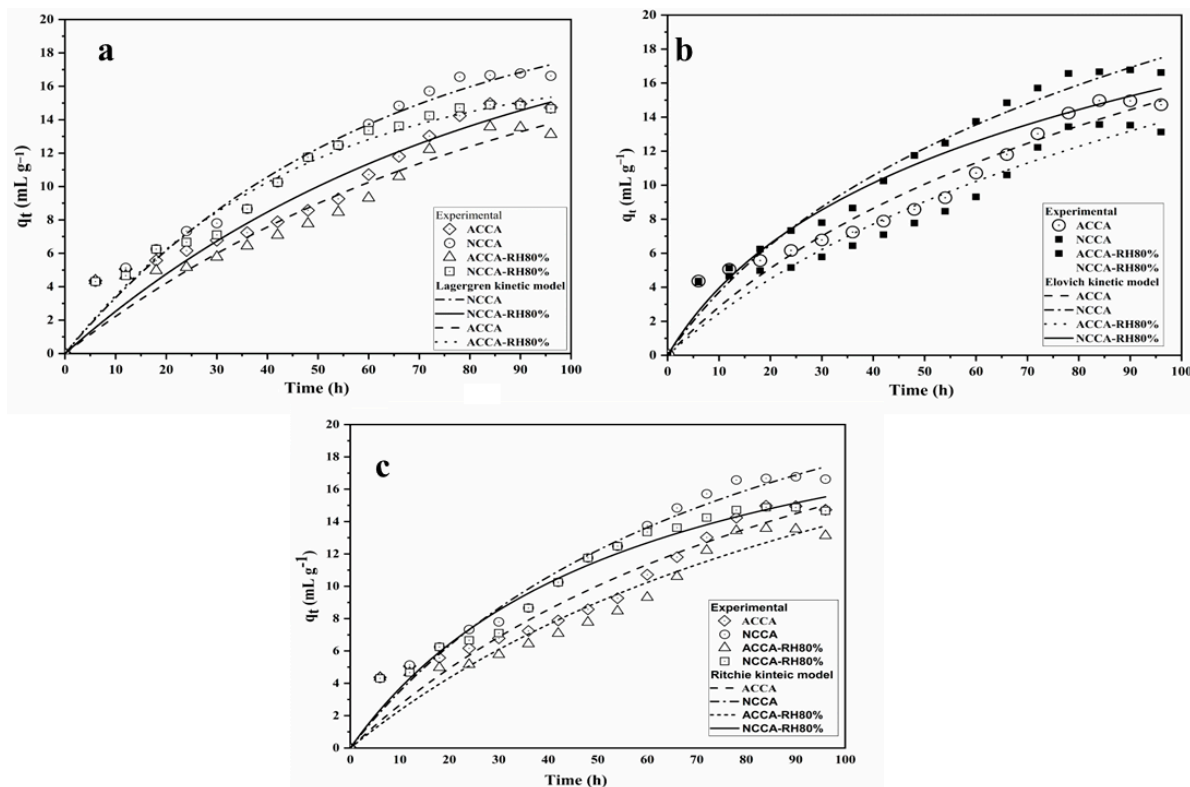 a
20
18
16
14
12
10
8
6
4
2
0
qt (mL g−1)
0 10 20 30 40 50 60 70 80 90 100
Time (h)
Experimental
ACCA
NCCA
ACCA-RH80%
NCCA-RH80%
Lagergren kinetic model
NCCA
NCCA-RH80%
ACCA
ACCA-RH80%
b
20
18
16
14
12
10
8
6
4
2
0
qt (mL g−1)
0 10 20 30 40 50 60 70 80 90 100
Time (h)
Experimental
ACCA
NCCA
ACCA-RH80%
NCCA-RH80%
Elovich kinetic model
ACCA
NCCA
ACCA-RH80%
NCCA-RH80%
c
20
18
16
14
12
10
8
6
4
2
0
qt (mL g-1)
0 10 20 30 40 50 60 70 80 90 100
Time (h)
Experimental
ACCA
NCCA
ACCA-RH80%
NCCA-RH80%
Ritchie kinteic model
ACCA
NCCA
ACCA-RH80%
NCCA-RH80%